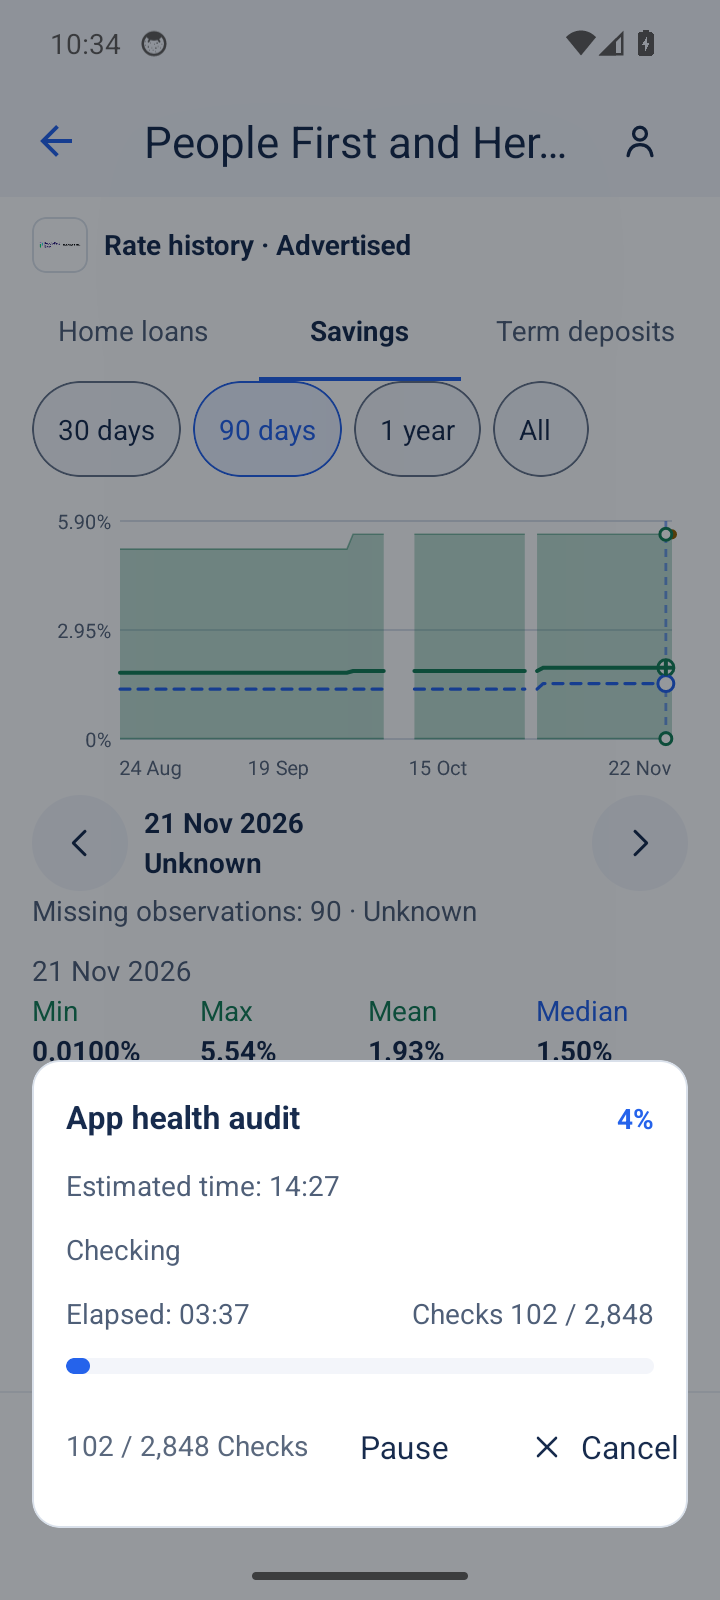 10:34
People First and Her...
Rate history · Advertised
Home loans Savings Term deposits
30 days 90 days 1 year All
5.90%
2.95%
0%
24 Aug 19 Sep 15 Oct 22 Nov
21 Nov 2026
Unknown
Missing observations: 90 · Unknown
21 Nov 2026
Min Max Mean Median
0.0100% 5.54% 1.93% 1.50%
App health audit 4%
Estimated time: 14:27
Checking
Elapsed: 03:37 Checks 102 / 2,848
102 / 2,848 Checks Pause Cancel